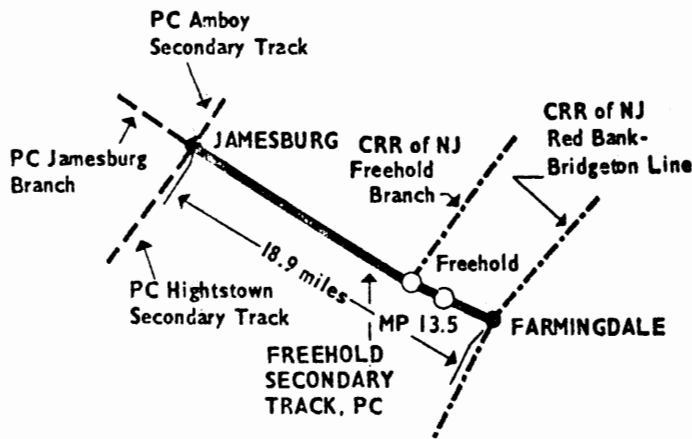 PC Amboy
Secondary Track
JAMESBURG
PC Jamesburg
Branch
CRR of NJ
Freehold
Branch
CRR of NJ
Red Bank-
Bridgeton Line
18.9 miles
Freehold
PC Hightstown
Secondary Track
MP 13.5
FARMINGDALE
FREEHOLD
SECONDARY
TRACK, PC